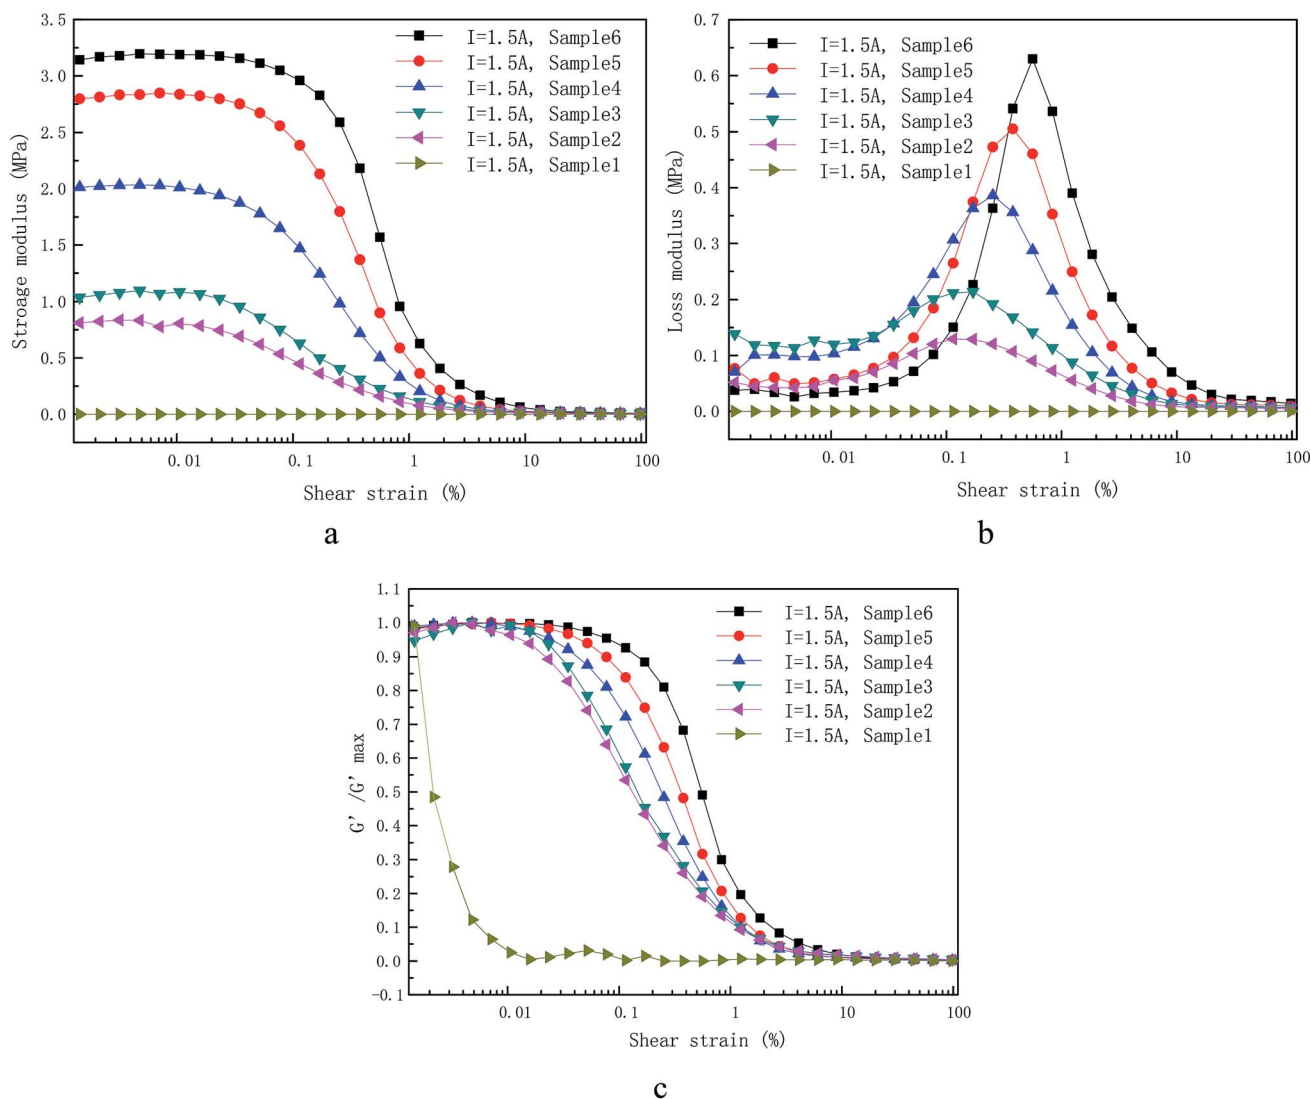 3.5
3.0
2.5
2.0
1.5
1.0
0.5
0.0
Stroage modulus (MPa)
I=1.5A, Sample6
I=1.5A, Sample5
I=1.5A, Sample4
I=1.5A, Sample3
I=1.5A, Sample2
I=1.5A, Sample1
0.01 0.1 1 10 100
Shear strain (%)
a
0.7
0.6
0.5
0.4
0.3
0.2
0.1
0.0
Loss modulus (MPa)
I=1.5A, Sample6
I=1.5A, Sample5
I=1.5A, Sample4
I=1.5A, Sample3
I=1.5A, Sample2
I=1.5A, Sample1
0.01 0.1 1 10 100
Shear strain (%)
b
1.1
1.0
0.9
0.8
0.7
0.6
0.5
0.4
0.3
0.2
0.1
0.0
-0.1
G' /G' max
I=1.5A, Sample6
I=1.5A, Sample5
I=1.5A, Sample4
I=1.5A, Sample3
I=1.5A, Sample2
I=1.5A, Sample1
0.01 0.1 1 10 100
Shear strain (%)
c